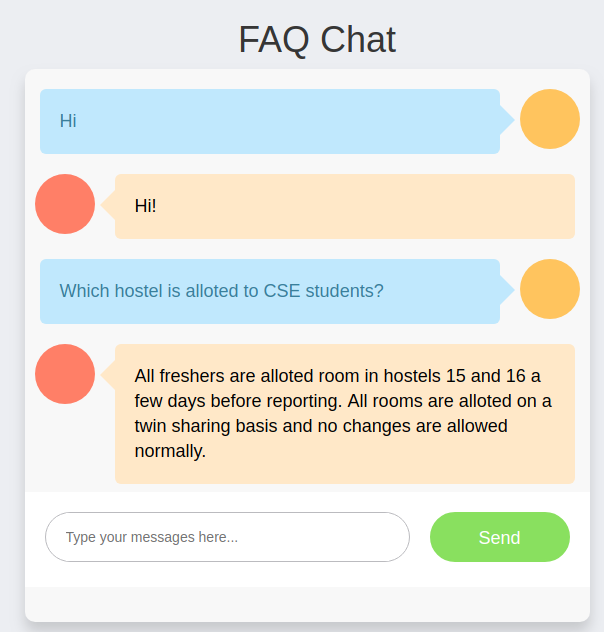 FAQ Chat
Hi
Hi!
Which hostel is alloted to CSE students?
All freshers are alloted room in hostels 15 and 16 a
few days before reporting. All rooms are alloted on a
twin sharing basis and no changes are allowed
normally.
Type your messages here...
Send